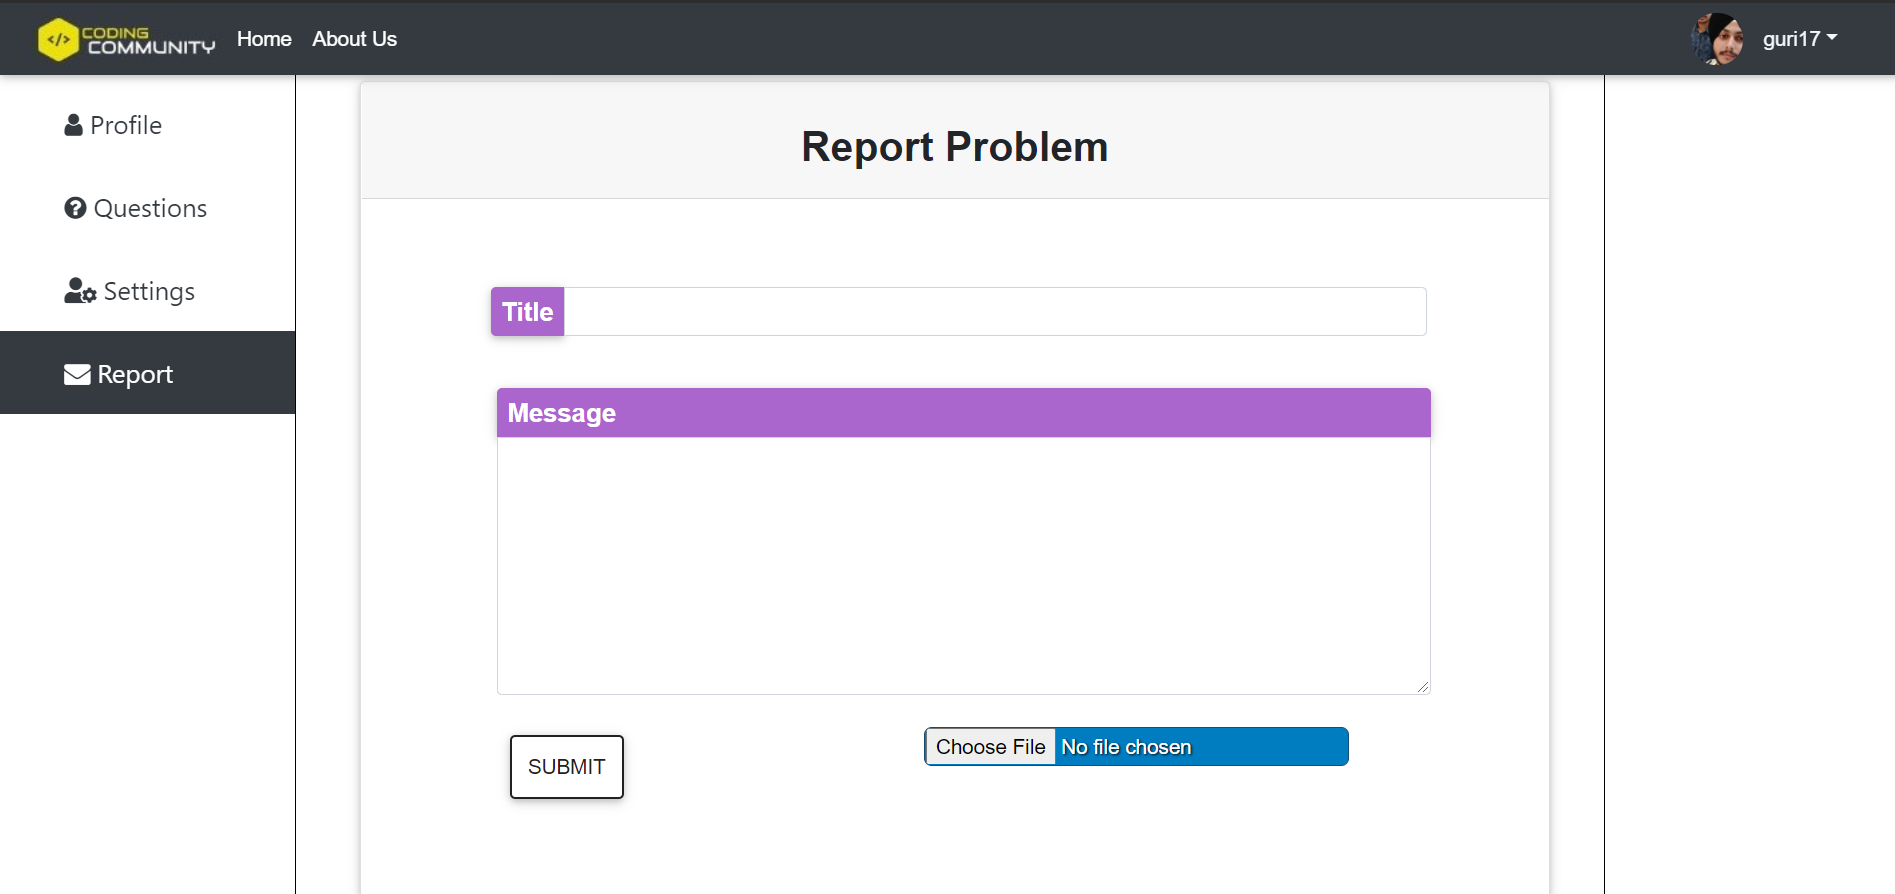 </> CODING
COMMUNITY
Home
About Us
guri17
Profile
Questions
Settings
Report
Report Problem
Title
Message
SUBMIT
Choose File No file chosen